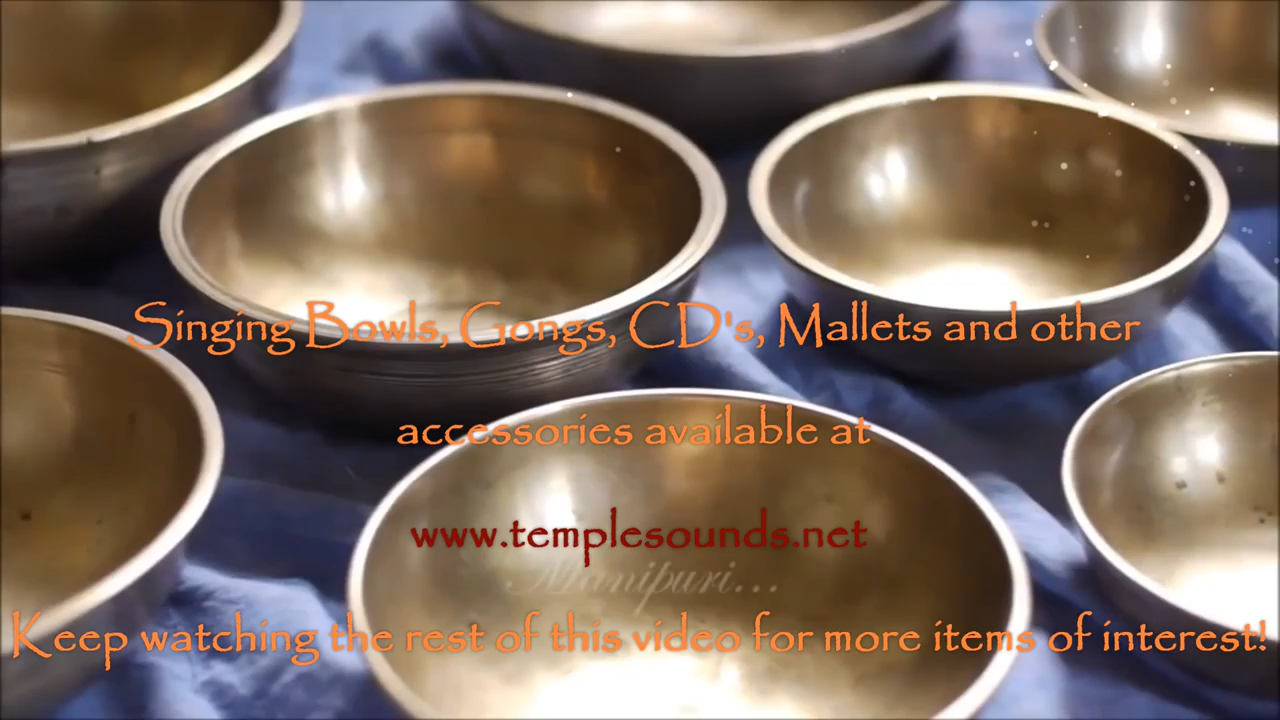 Singing Bowls, Gongs, CD's, Mallets and other
accessories available at
www.templesounds.net
Manipuri...
Keep watching the rest of this video for more items of interest!